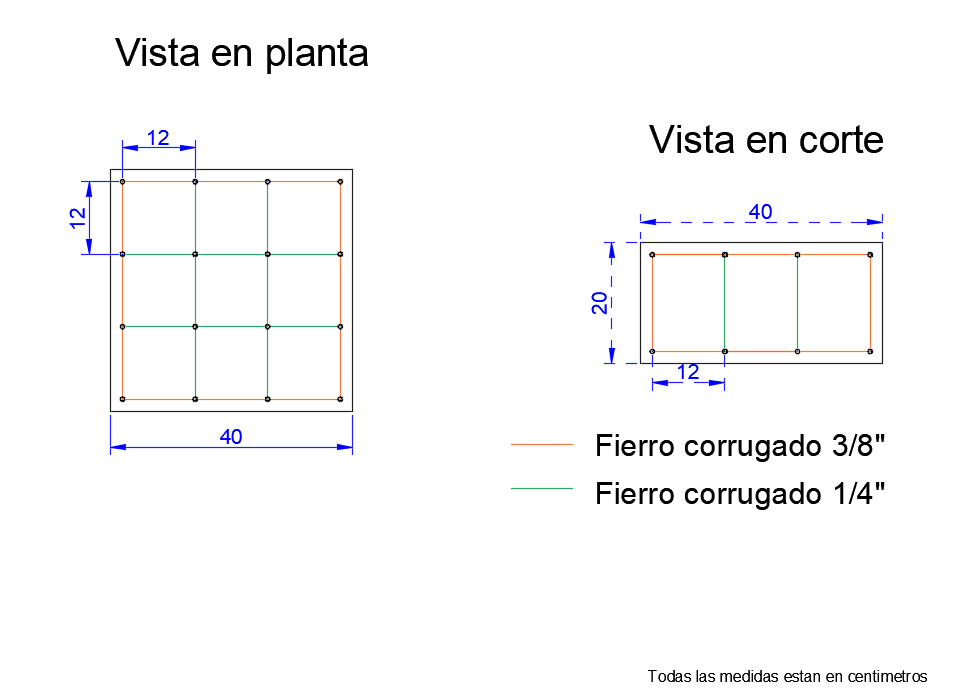 Vista en planta
12
12
40
Vista en corte
40
20
12
Fierro corrugado 3/8"
Fierro corrugado 1/4"
Todas las medidas estan en centimetros